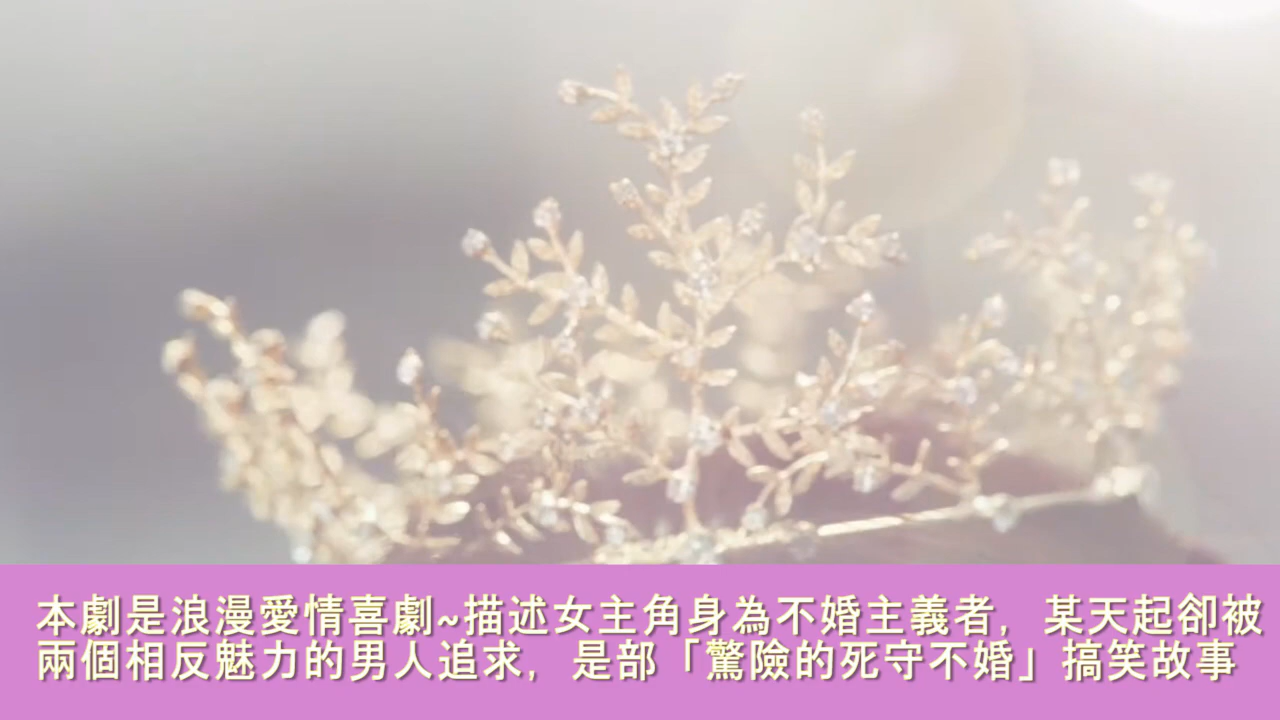 本劇是浪漫愛情喜劇~描述女主角身為不婚主義者，某天起卻被
兩個相反魅力的男人追求，是部「驚險的死守不婚」搞笑故事